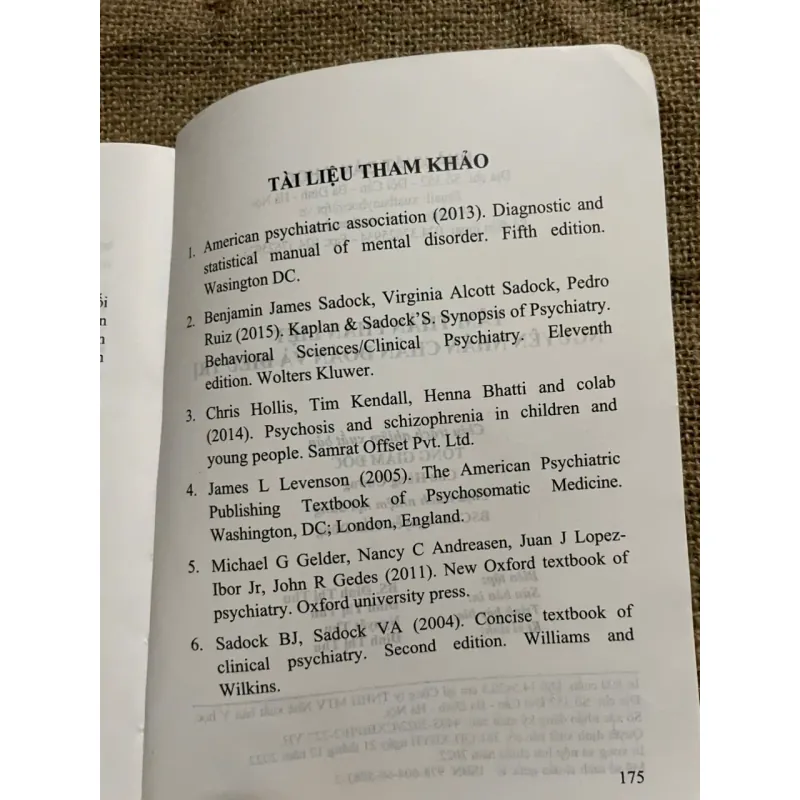 TÀI LIỆU THAM KHẢO
1. American psychiatric association (2013). Diagnostic and
statistical manual of mental disorder. Fifth edition.
Wasington DC.
2. Benjamin James Sadock, Virginia Alcott Sadock, Pedro
Ruiz (2015). Kaplan & Sadock'S. Synopsis of Psychiatry.
Behavioral Sciences/Clinical Psychiatry. Eleventh
edition. Wolters Kluwer.
3. Chris Hollis, Tim Kendall, Henna Bhatti and colab
(2014). Psychosis and schizophrenia in children and
young people. Samrat Offset Pvt. Ltd.
4. James L Levenson (2005). The American Psychiatric
Publishing Textbook of Psychosomatic Medicine.
Washington, DC; London, England.
5. Michael G Gelder, Nancy C Andreasen, Juan J Lopez-
Ibor Jr, John R Gedes (2011). New Oxford textbook of
psychiatry. Oxford university press.
6. Sadock BJ, Sadock VA (2004). Concise textbook of
clinical psychiatry. Second edition. Williams and
Wilkins.
175